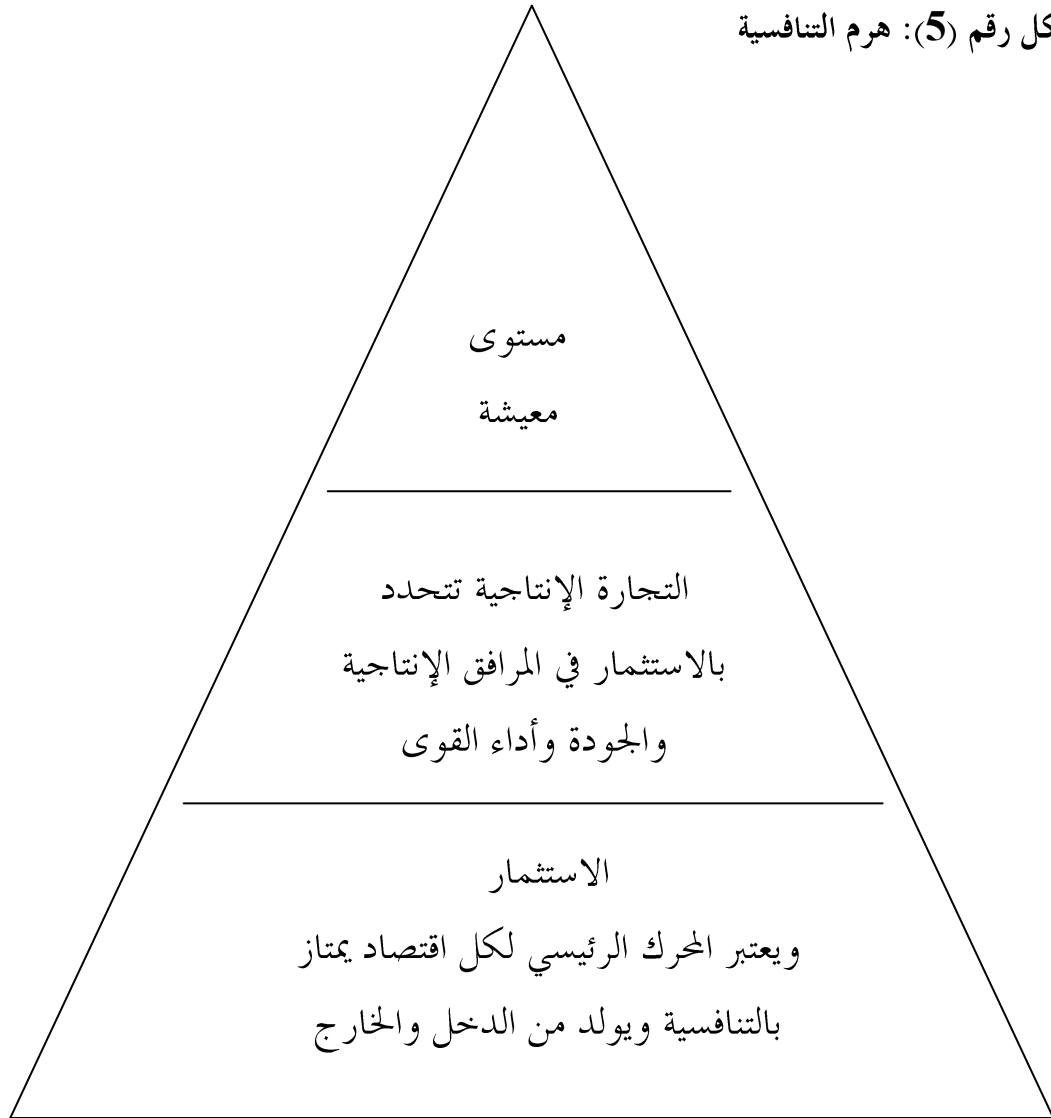 كل رقم (5): هرم التنافسية
مستوى
معيشة
التجارة الإنتاجية تتحدد
بالاستثمار في المرافق الإنتاجية
والجودة وأداء القوى
الاستثمار
ويعتبر المحرك الرئيسي لكل اقتصاد يمتاز
بالتنافسية ويولد من الدخل والخارج